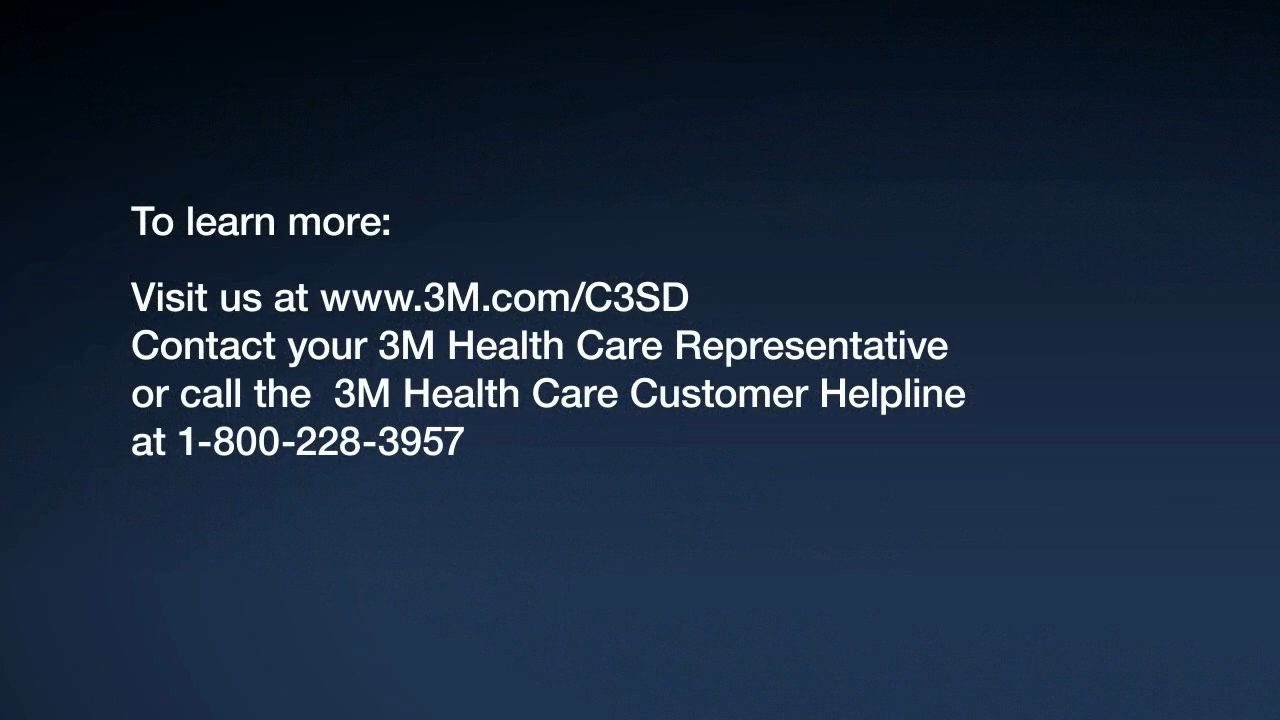 To learn more:
Visit us at www.3M.com/C3SD
Contact your 3M Health Care Representative
or call the  3M Health Care Customer Helpline
at 1-800-228-3957